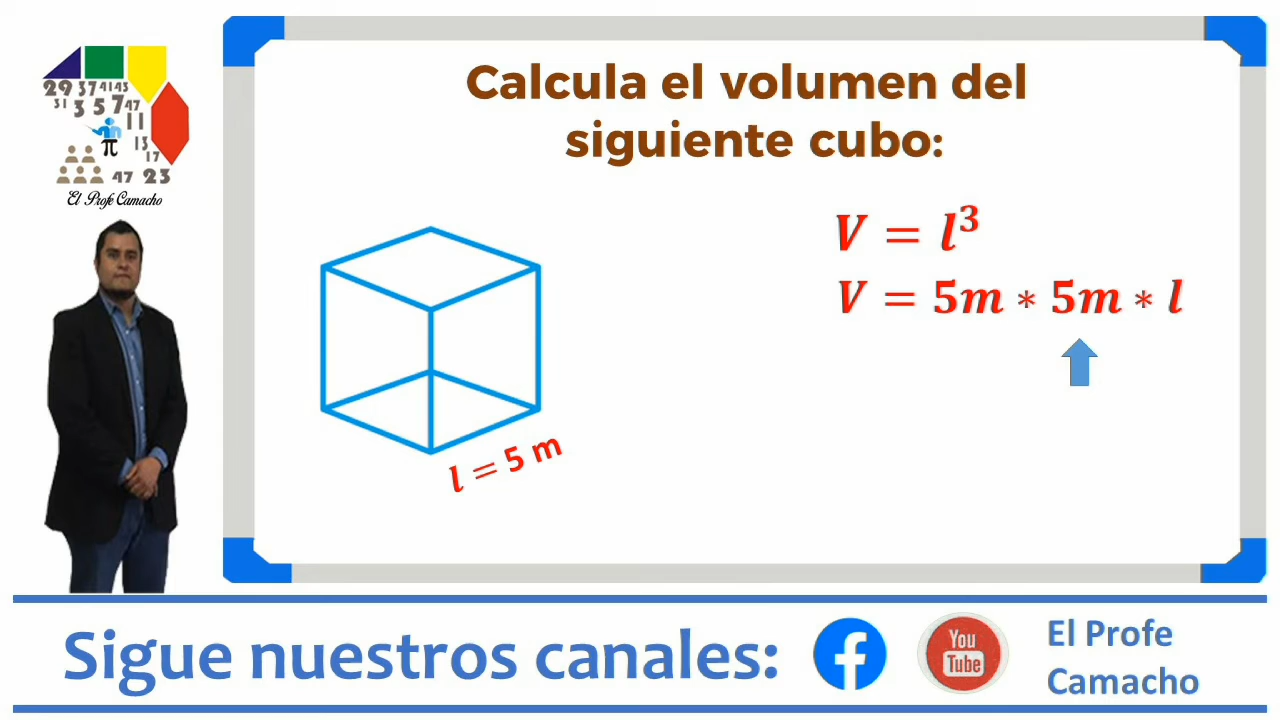 Calcula el volumen del
siguiente cubo:
29 37 41 43
31 3 5 7 47
11
π
13
17
47 23
El Profe Camacho
V = l³
V = 5m * 5m * l
l = 5 m
Sigue nuestros canales:
f
You
Tube
El Profe
Camacho